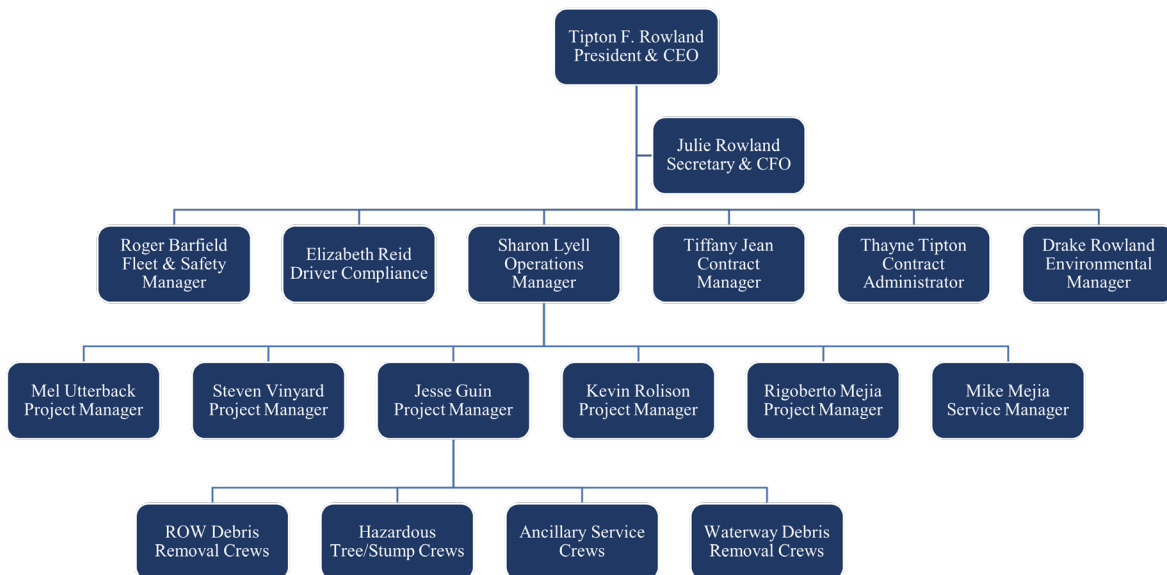 Tipton F. Rowland
President & CEO
Julie Rowland
Secretary & CFO
Roger Barfield
Fleet & Safety
Manager
Elizabeth Reid
Driver Compliance
Sharon Lyell
Operations
Manager
Tiffany Jean
Contract
Manager
Thayne Tipton
Contract
Administrator
Drake Rowland
Environmental
Manager
Mel Utterback
Project Manager
Steven Vinyard
Project Manager
Jesse Guin
Project Manager
Kevin Rolison
Project Manager
Rigoberto Mejia
Project Manager
Mike Mejia
Service Manager
ROW Debris
Removal Crews
Hazardous
Tree/Stump Crews
Ancillary Service
Crews
Waterway Debris
Removal Crews